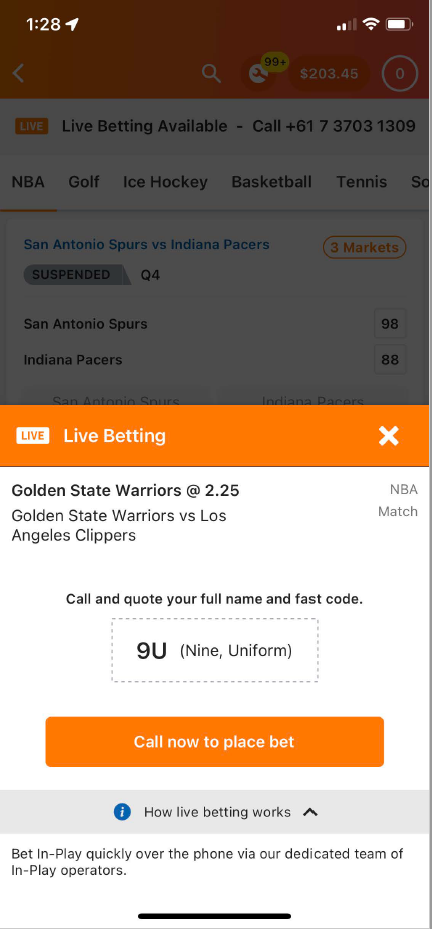 1:28
99+
$203.45
0
LIVE Live Betting Available - Call +61 7 3703 1309
NBA Golf Ice Hockey Basketball Tennis So
San Antonio Spurs vs Indiana Pacers 3 Markets
SUSPENDED Q4
San Antonio Spurs 98
Indiana Pacers 88
San Antonio Spurs Indiana Pacers
LIVE Live Betting
Golden State Warriors @ 2.25 NBA
Golden State Warriors vs Los Match
Angeles Clippers
Call and quote your full name and fast code.
9U (Nine, Uniform)
Call now to place bet
How live betting works
Bet In-Play quickly over the phone via our dedicated team of
In-Play operators.